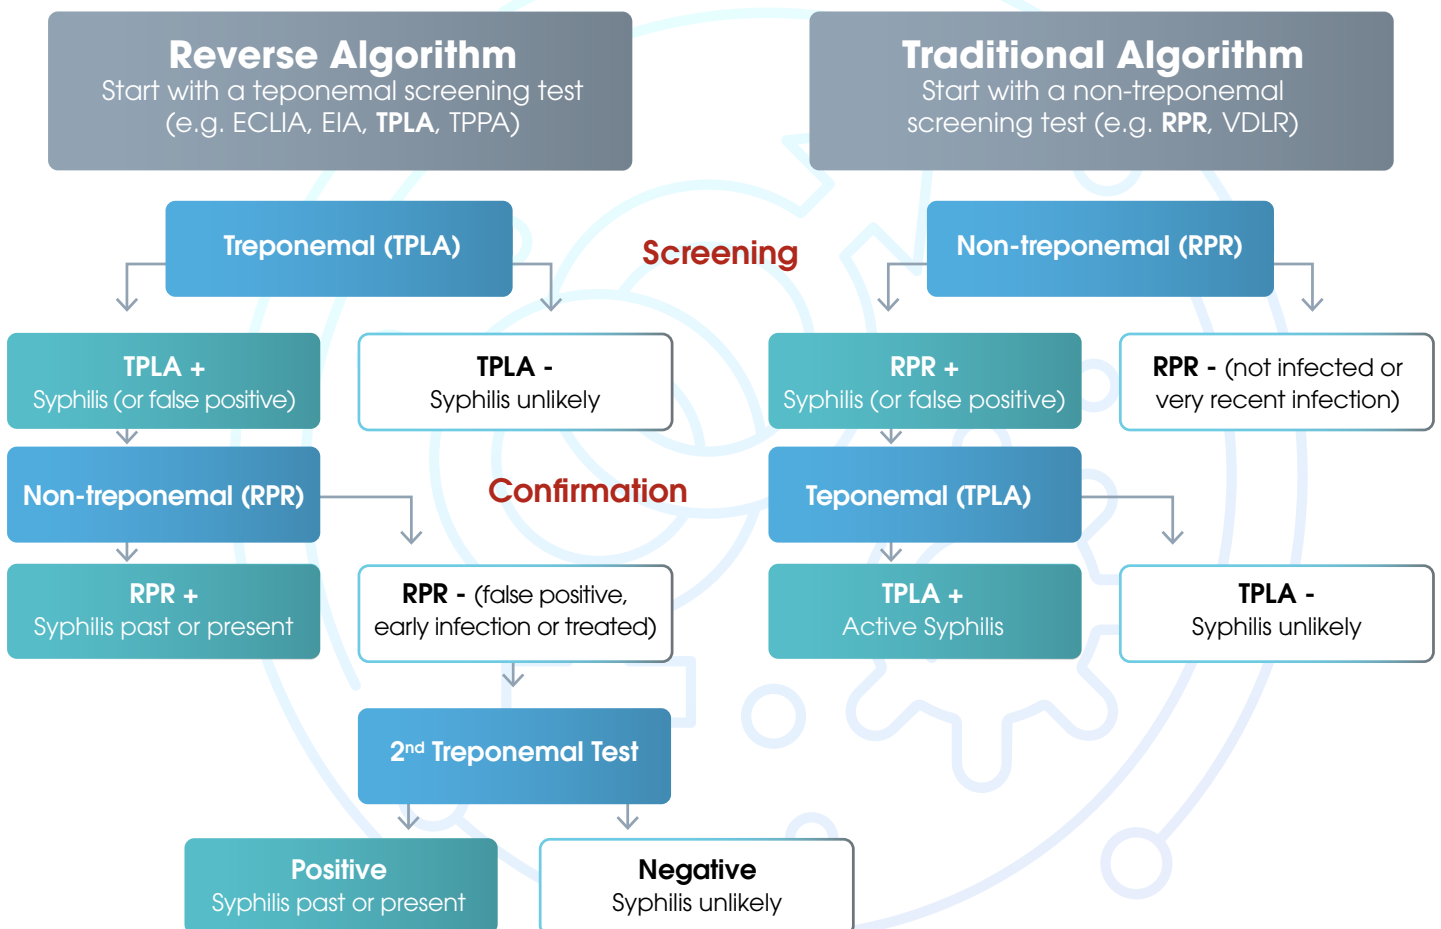 Reverse Algorithm
Start with a teponemal screening test
(e.g. ECLIA, EIA, TPLA, TPPA)
Traditional Algorithm
Start with a non-treponemal
screening test (e.g. RPR, VDLR)
Treponemal (TPLA)
Screening
Non-treponemal (RPR)
TPLA +
Syphilis (or false positive)
TPLA -
Syphilis unlikely
RPR +
Syphilis (or false positive)
RPR - (not infected or
very recent infection)
Non-treponemal (RPR)
Confirmation
Teponemal (TPLA)
RPR +
Syphilis past or present
RPR - (false positive,
early infection or treated)
TPLA +
Active Syphilis
TPLA -
Syphilis unlikely
2nd Treponemal Test
Positive
Syphilis past or present
Negative
Syphilis unlikely